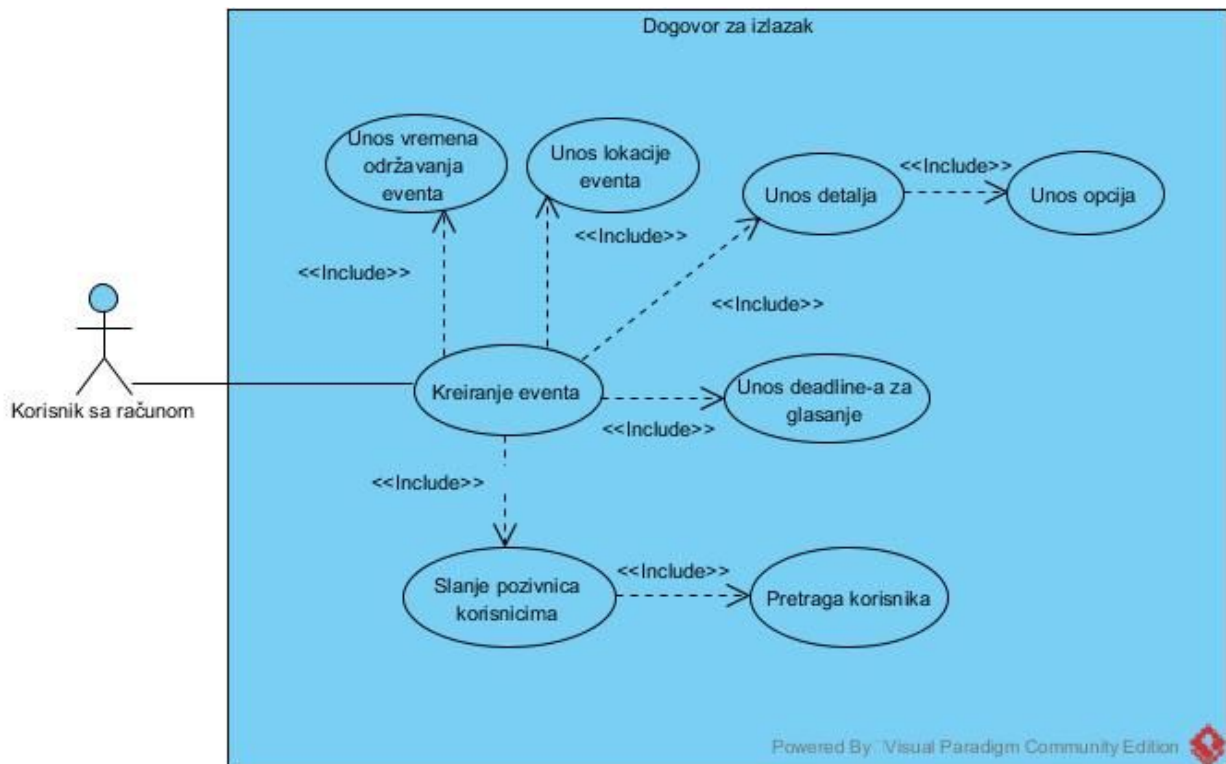 Dogovor za izlazak
Unos vremena
održavanja
eventa
Unos lokacije
eventa
<<Include>>
Unos detalja
Unos opcija
<<Include>>
<<Include>>
<<Include>>
Korisnik sa računom
Kreiranje eventa
Unos deadline-a za
glasanje
<<Include>>
<<Include>>
Slanje pozivnica
korisnicima
<<Include>>
Pretraga korisnika
Powered By Visual Paradigm Community Edition